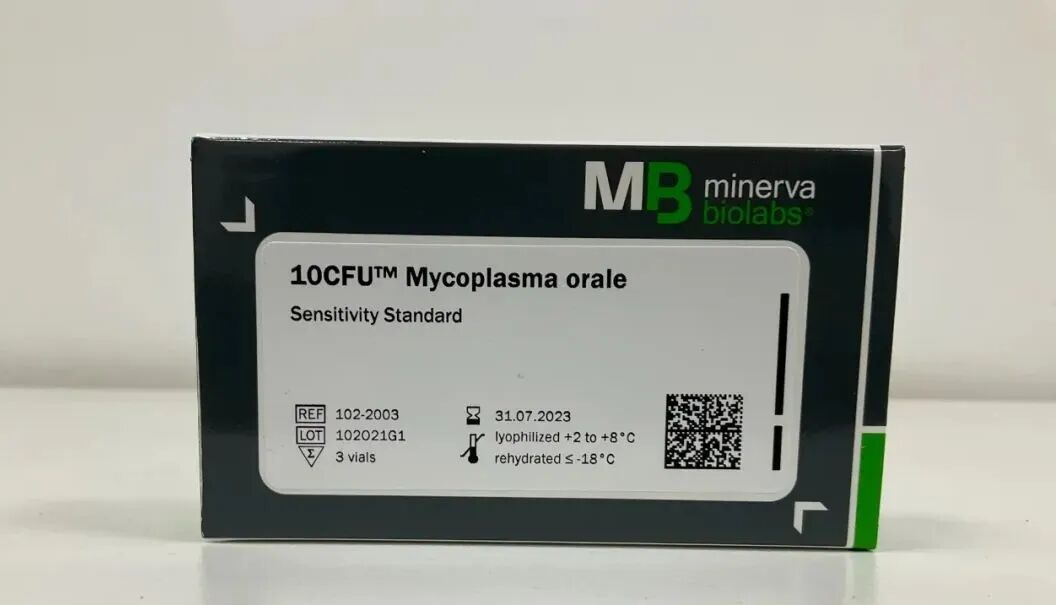 MB minerva
biolabs®
10CFU™ Mycoplasma orale
Sensitivity Standard
REF 102-2003
LOT 102021G1
Σ 3 vials
31.07.2023
lyophilized +2 to +8°C
rehydrated ≤ -18°C